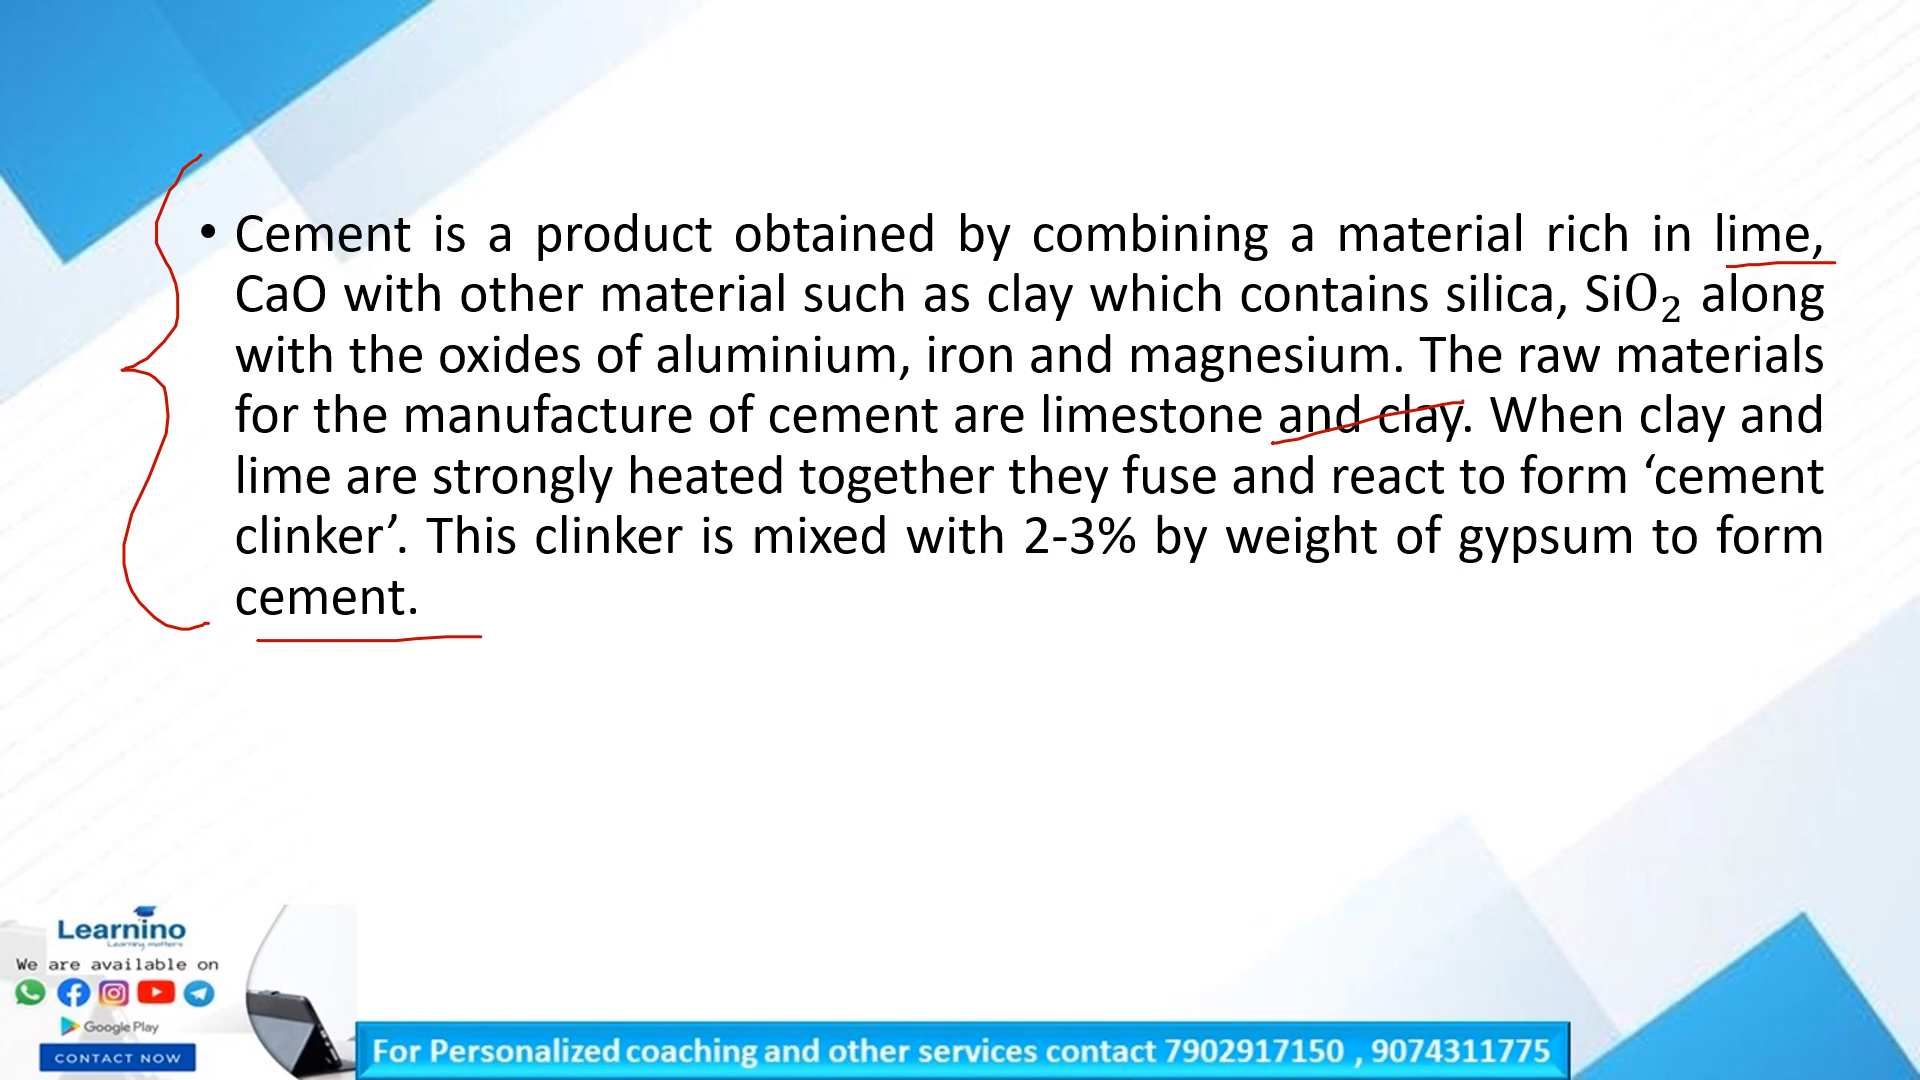 • Cement is a product obtained by combining a material rich in lime,
CaO with other material such as clay which contains silica, SiO₂ along
with the oxides of aluminium, iron and magnesium. The raw materials
for the manufacture of cement are limestone and clay. When clay and
lime are strongly heated together they fuse and react to form ‘cement
clinker’. This clinker is mixed with 2-3% by weight of gypsum to form
cement.
Learnino
Learning matters
We are available on
Google Play
CONTACT NOW
For Personalized coaching and other services contact 7902917150 , 9074311775